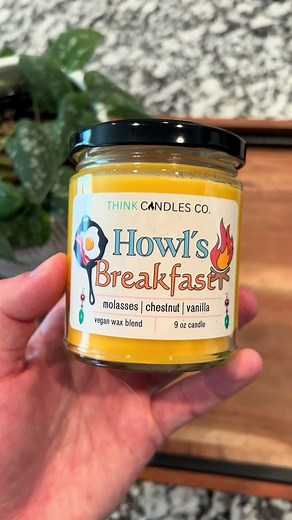 THINK CANDLES CO.
Howl's
Breakfast
molasses | chestnut | vanilla
vegan wax blend | 9 oz candle